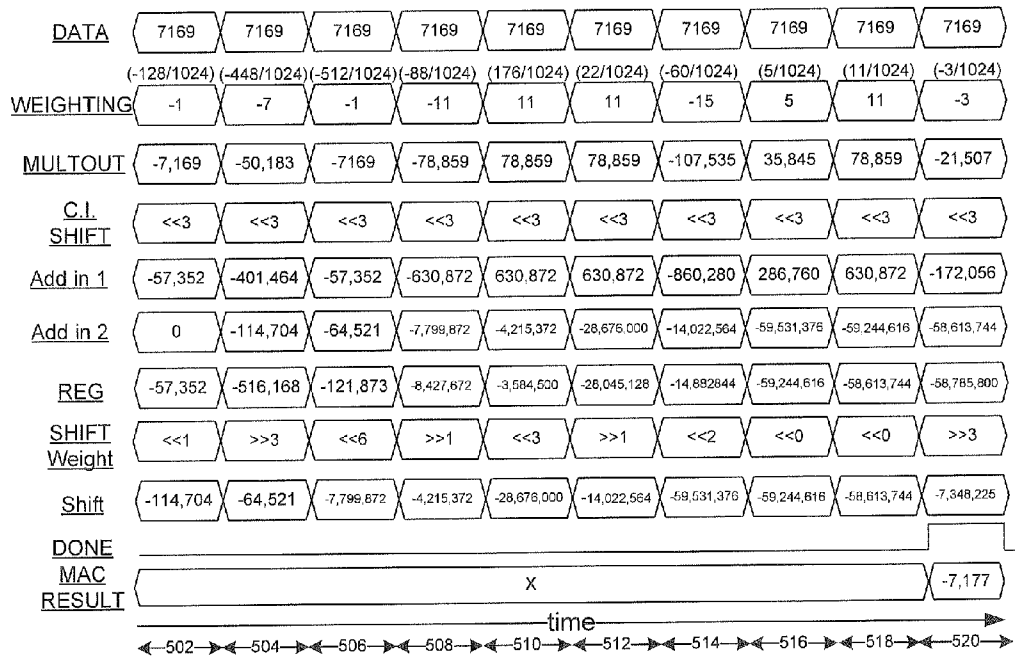 DATA 7169 7169 7169 7169 7169 7169 7169 7169 7169 7169
(-128/1024) (-448/1024) (-512/1024) (-88/1024) (176/1024) (22/1024) (-60/1024) (5/1024) (11/1024) (-3/1024)
WEIGHTING -1 -7 -1 -11 11 11 -15 5 11 -3
MULTOUT -7,169 -50,183 -7169 -78,859 78,859 78,859 -107,535 35,845 78,859 -21,507
C.I.
SHIFT <<3 <<3 <<3 <<3 <<3 <<3 <<3 <<3 <<3 <<3
Add in 1 -57,352 -401,464 -57,352 -630,872 630,872 630,872 -860,280 286,760 630,872 -172,056
Add in 2 0 -114,704 -64,521 -7,799,872 -4,215,372 -28,676,000 -14,022,564 -59,531,376 -59,244,616 -58,613,744
REG -57,352 -516,168 -121,873 -8,427,672 -3,584,500 -28,045,128 -14,882844 -59,244,616 -58,613,744 -58,785,800
SHIFT
Weight <<1 >>3 <<6 >>1 <<3 >>1 <<2 <<0 <<0 >>3
Shift -114,704 -64,521 -7,799,872 -4,215,372 -28,676,000 -14,022,564 -59,531,376 -59,244,616 -58,613,744 -7,348,225
DONE
MAC
RESULT X -7,177
time
502 504 506 508 510 512 514 516 518 520